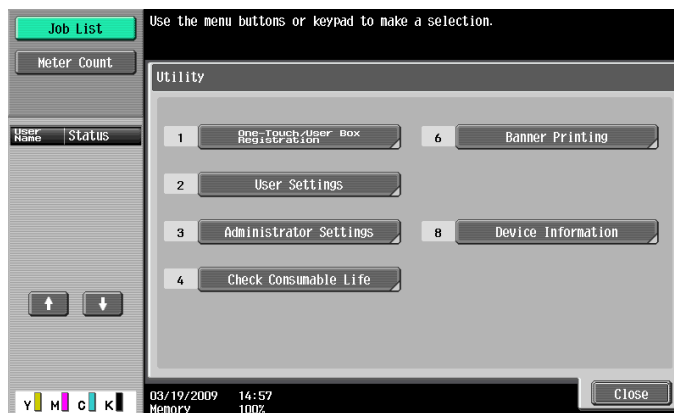 Job List
Use the menu buttons or keypad to make a selection.
Meter Count
Utility
User Name Status
1 One-Touch/User Box Registration
6 Banner Printing
2 User Settings
3 Administrator Settings
8 Device Information
4 Check Consumable Life
Y M C K
03/19/2009 14:57
Memory 100%
Close